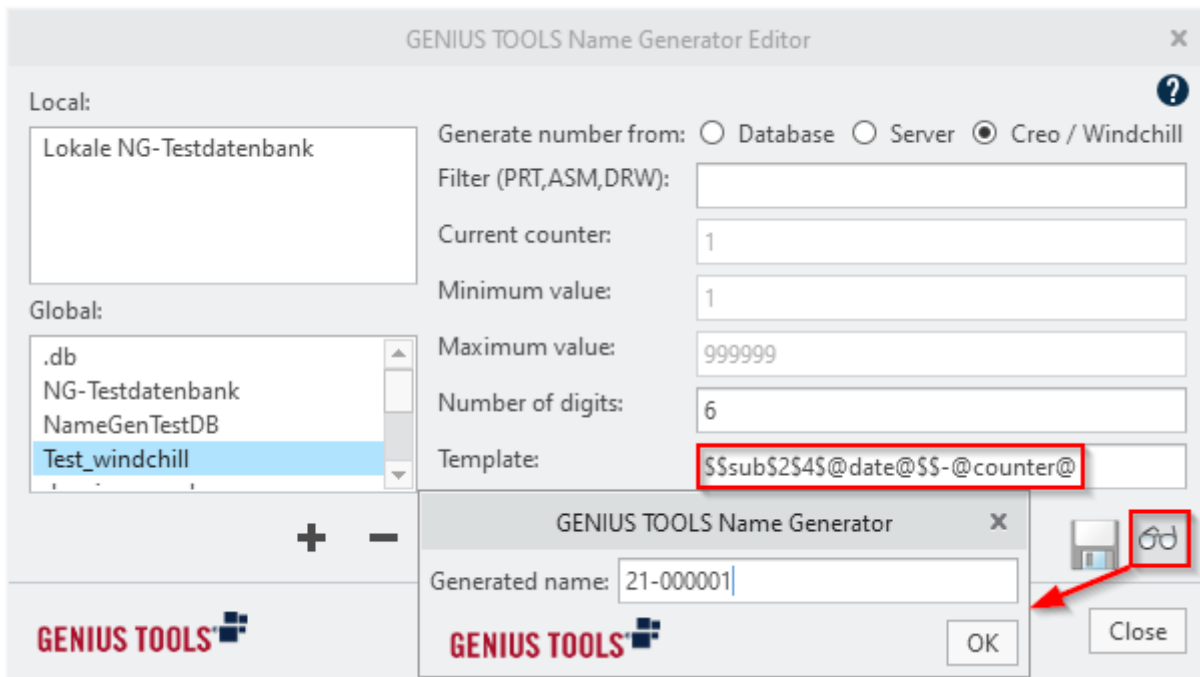 GENIUS TOOLS Name Generator Editor
Local:
Lokale NG-Testdatenbank
Global:
.db
NG-Testdatenbank
NameGenTestDB
Test_windchill
Generate number from: Database Server Creo / Windchill
Filter (PRT,ASM,DRW):
Current counter: 1
Minimum value: 1
Maximum value: 999999
Number of digits: 6
Template: $$sub$2$4$@date@$$-@counter@
GENIUS TOOLS Name Generator
Generated name: 21-000001
GENIUS TOOLS
OK
GENIUS TOOLS
Close